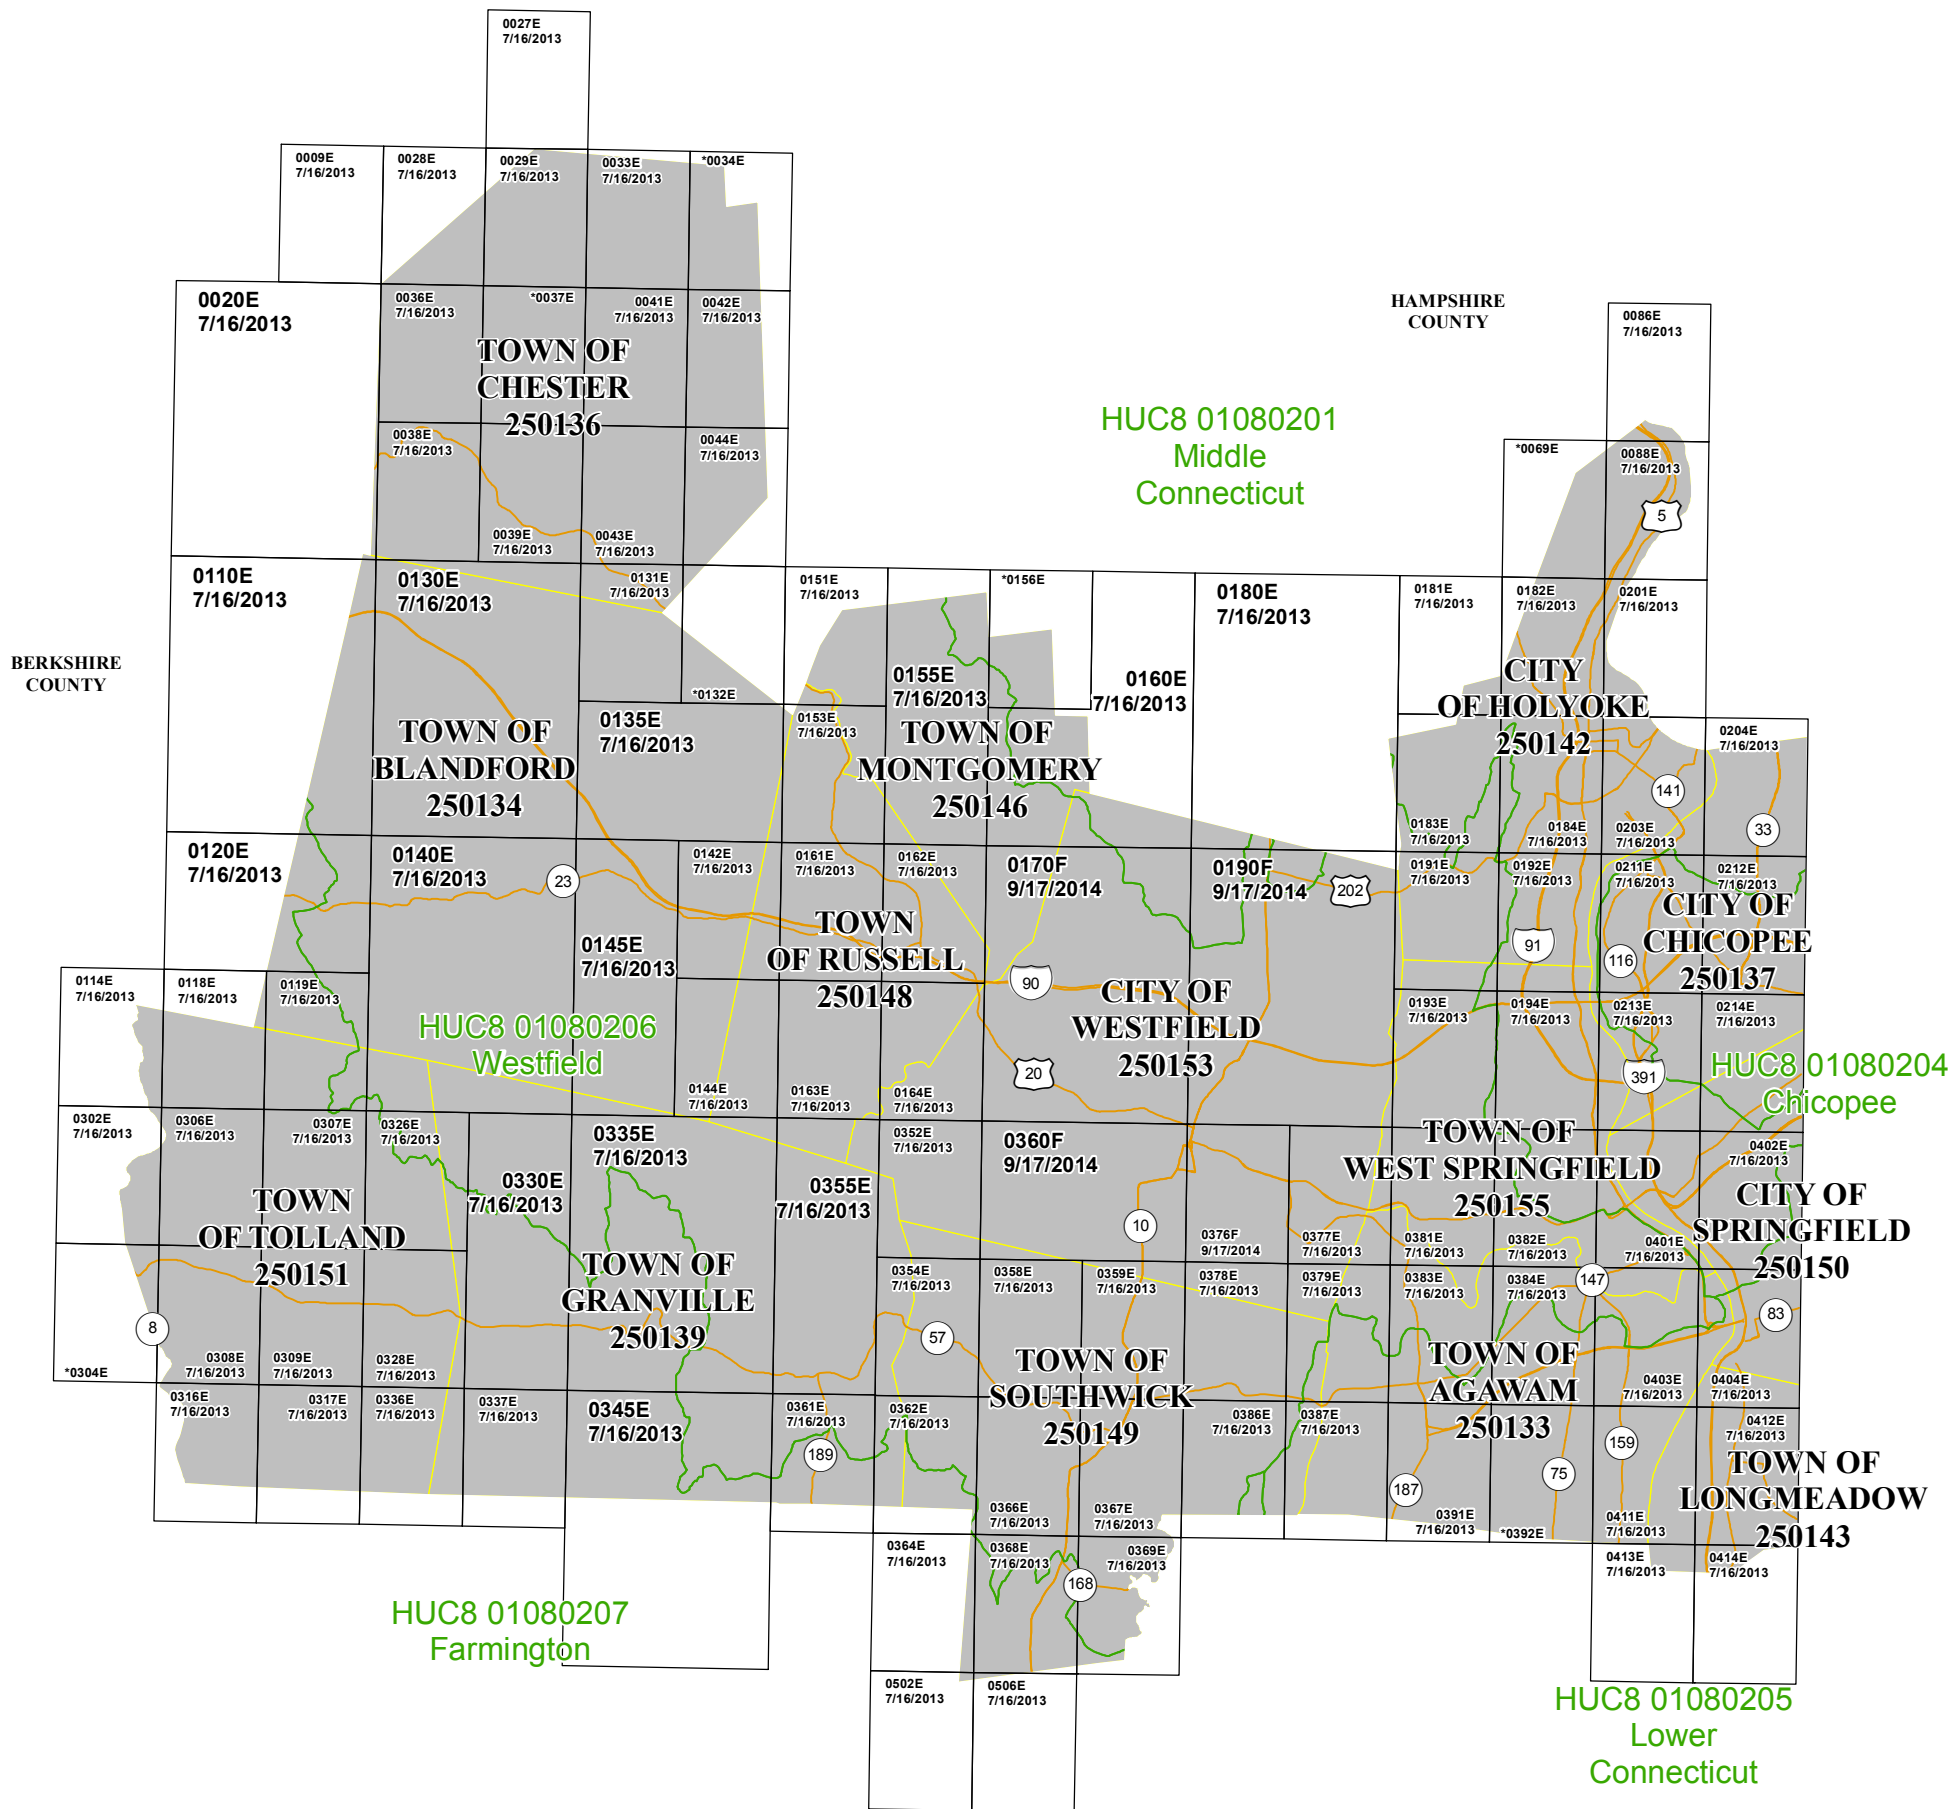 0027E
7/16/2013
0009E
7/16/2013
0028E
7/16/2013
0029E
7/16/2013
0033E
7/16/2013
*0034E
0020E
7/16/2013
0036E
7/16/2013
*0037E
0041E
7/16/2013
0042E
7/16/2013
HAMPSHIRE
COUNTY
0086E
7/16/2013
TOWN OF
CHESTER
250136
HUC8 01080201
Middle
Connecticut
0038E
7/16/2013
0044E
7/16/2013
*0069E
0088E
7/16/2013
5
0039E
7/16/2013
0043E
7/16/2013
0110E
7/16/2013
0130E
7/16/2013
0131E
7/16/2013
0151E
7/16/2013
*0156E
0180E
7/16/2013
0181E
7/16/2013
0182E
7/16/2013
0201E
7/16/2013
BERKSHIRE
COUNTY
*0132E
0155E
7/16/2013
0160E
7/16/2013
CITY
OF HOLYOKE
250142
0135E
7/16/2013
0153E
7/16/2013
0204E
7/16/2013
TOWN OF
BLANDFORD
250134
TOWN OF
MONTGOMERY
250146
141
33
0183E
7/16/2013
0184E
7/16/2013
0203E
7/16/2013
0120E
7/16/2013
0140E
7/16/2013
23
0142E
7/16/2013
0161E
7/16/2013
0162E
7/16/2013
0170F
9/17/2014
0190F
9/17/2014
202
0191E
7/16/2013
0192E
7/16/2013
0211E
7/16/2013
0212E
7/16/2013
CITY OF
CHICOPEE
250137
TOWN
OF RUSSELL
250148
0145E
7/16/2013
91
116
90
0114E
7/16/2013
0118E
7/16/2013
0119E
7/16/2013
CITY OF
WESTFIELD
250153
0193E
7/16/2013
0194E
7/16/2013
0213E
7/16/2013
0214E
7/16/2013
HUC8 01080206
Westfield
20
391
HUC8 01080204
Chicopee
0144E
7/16/2013
0163E
7/16/2013
0164E
7/16/2013
0302E
7/16/2013
0306E
7/16/2013
0307E
7/16/2013
0326E
7/16/2013
0335E
7/16/2013
0352E
7/16/2013
0360F
9/17/2014
TOWN OF
WEST SPRINGFIELD
250155
0402E
7/16/2013
0330E
7/16/2013
0355E
7/16/2013
TOWN
OF TOLLAND
250151
CITY OF
SPRINGFIELD
250150
10
0376F
9/17/2014
0377E
7/16/2013
0381E
7/16/2013
0382E
7/16/2013
0401E
7/16/2013
TOWN OF
GRANVILLE
250139
0354E
7/16/2013
0358E
7/16/2013
0359E
7/16/2013
0378E
7/16/2013
0379E
7/16/2013
0383E
7/16/2013
0384E
7/16/2013
147
8
57
83
*0304E
0308E
7/16/2013
0309E
7/16/2013
0328E
7/16/2013
TOWN OF
SOUTHWICK
250149
TOWN OF
AGAWAM
250133
0403E
7/16/2013
0404E
7/16/2013
0316E
7/16/2013
0317E
7/16/2013
0336E
7/16/2013
0337E
7/16/2013
0345E
7/16/2013
0361E
7/16/2013
0362E
7/16/2013
0386E
7/16/2013
0387E
7/16/2013
0412E
7/16/2013
189
159
75
187
TOWN OF
LONGMEADOW
250143
0366E
7/16/2013
0367E
7/16/2013
0391E
7/16/2013
*0392E
0411E
7/16/2013
0364E
7/16/2013
0368E
7/16/2013
0369E
7/16/2013
0413E
7/16/2013
0414E
7/16/2013
168
HUC8 01080207
Farmington
0502E
7/16/2013
0506E
7/16/2013
HUC8 01080205
Lower
Connecticut